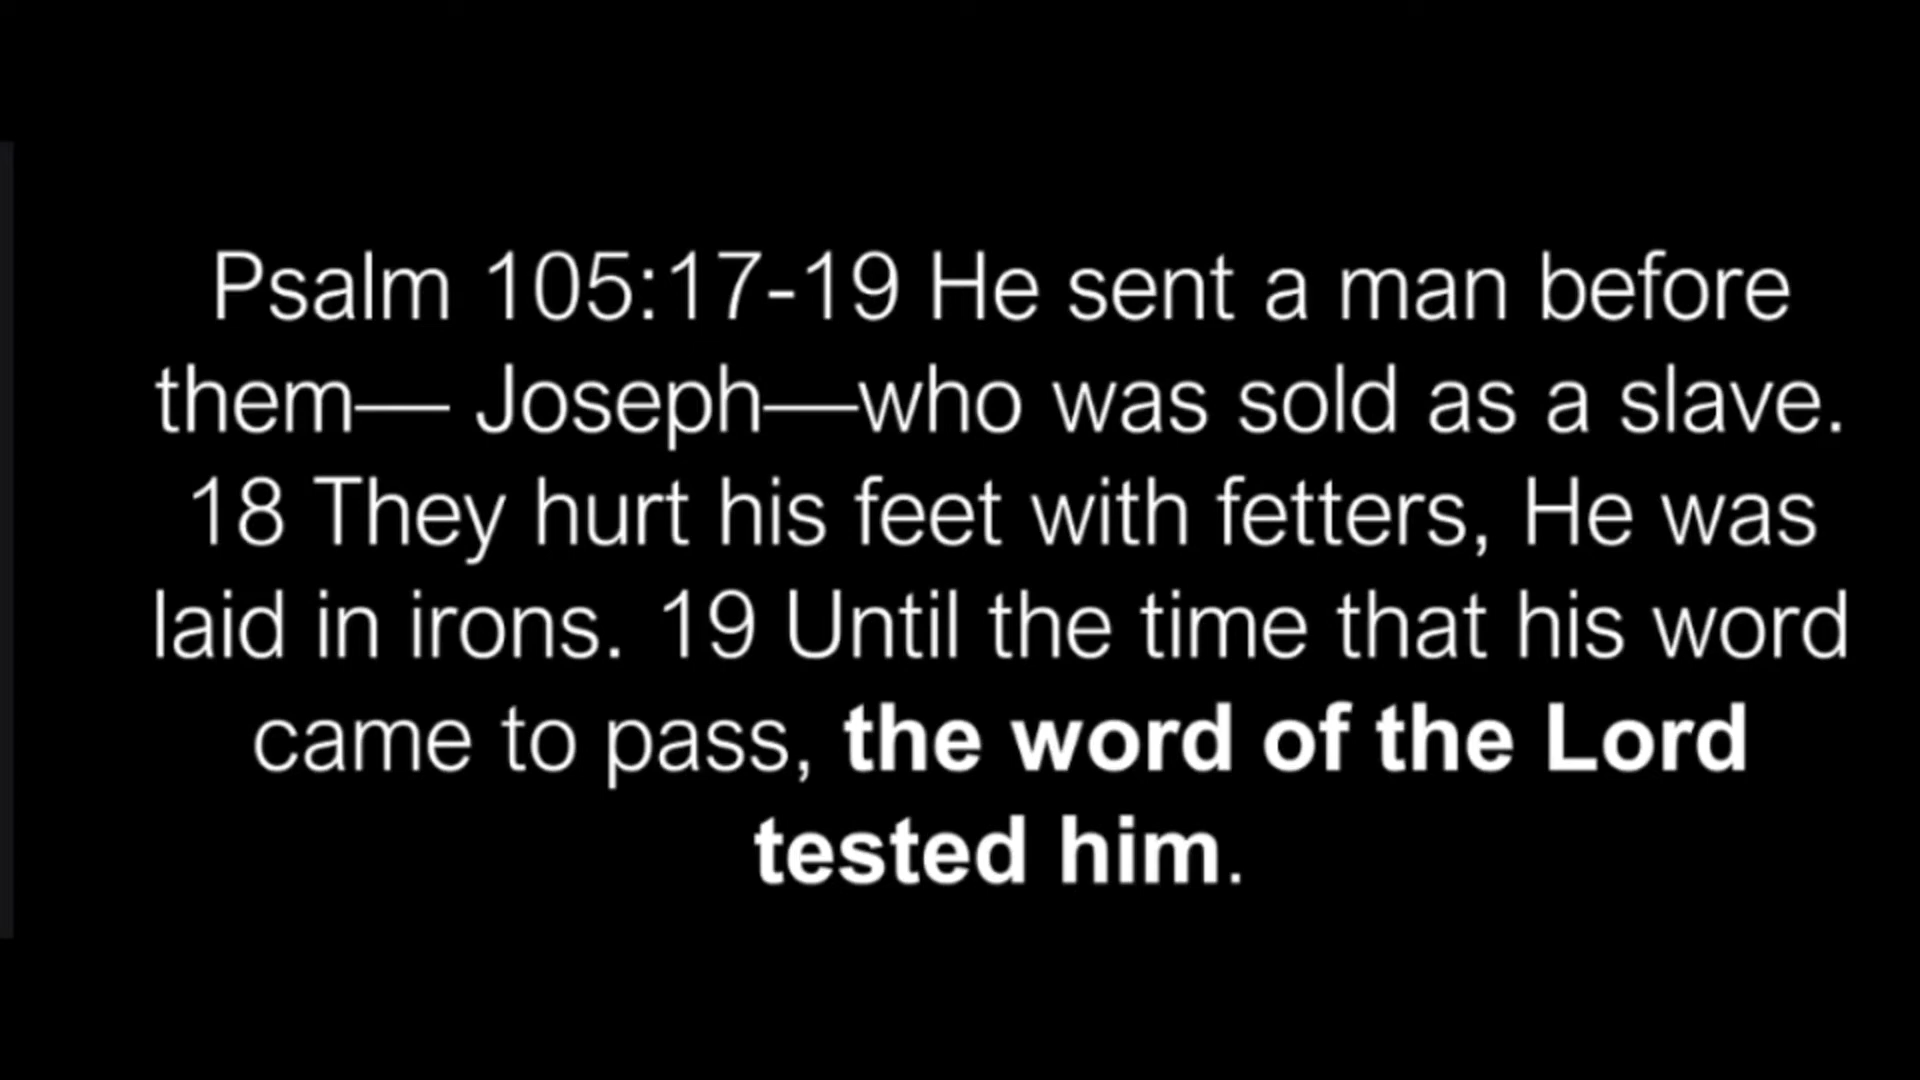 Psalm 105:17-19 He sent a man before
them— Joseph—who was sold as a slave.
18 They hurt his feet with fetters, He was
laid in irons. 19 Until the time that his word
came to pass, the word of the Lord
tested him.